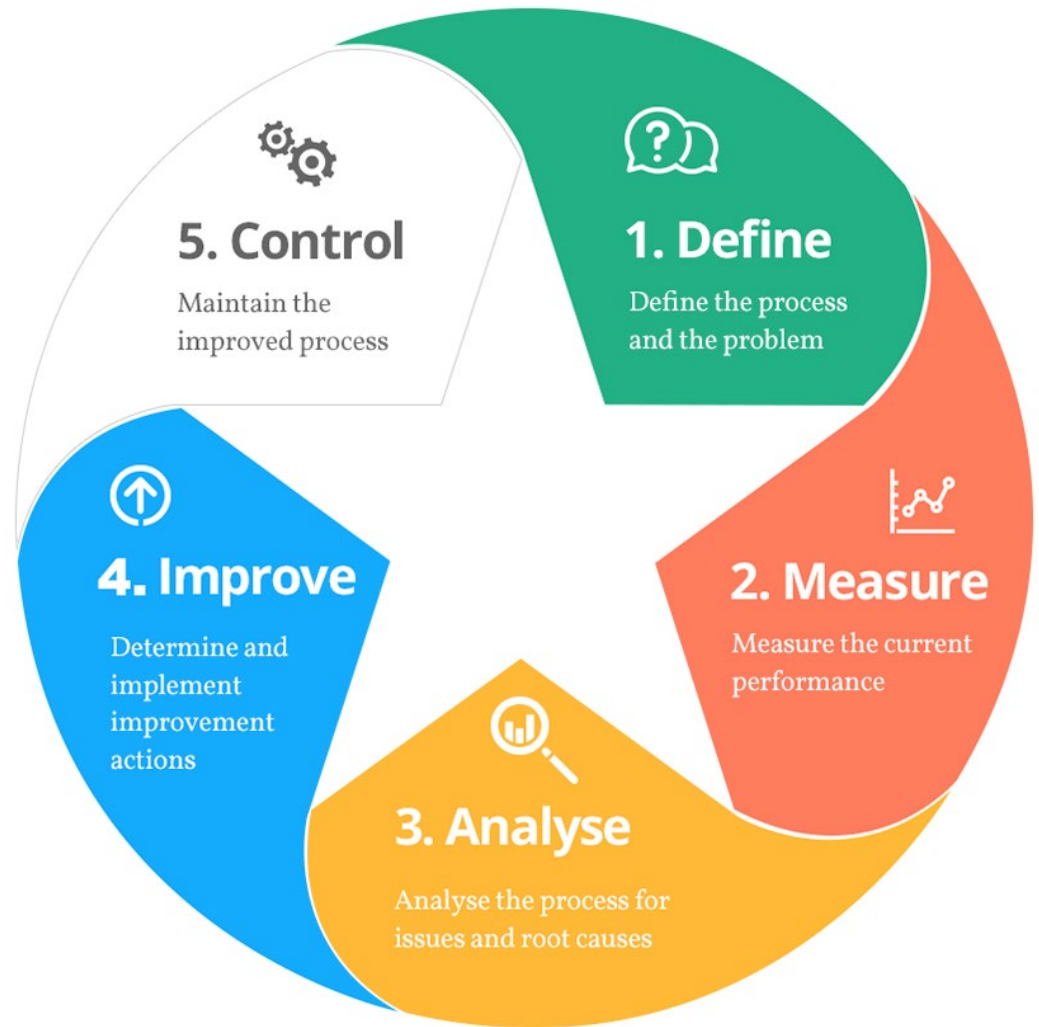 1. Define
Define the process
and the problem
2. Measure
Measure the current
performance
3. Analyse
Analyse the process for
issues and root causes
4. Improve
Determine and
implement
improvement
actions
5. Control
Maintain the
improved process